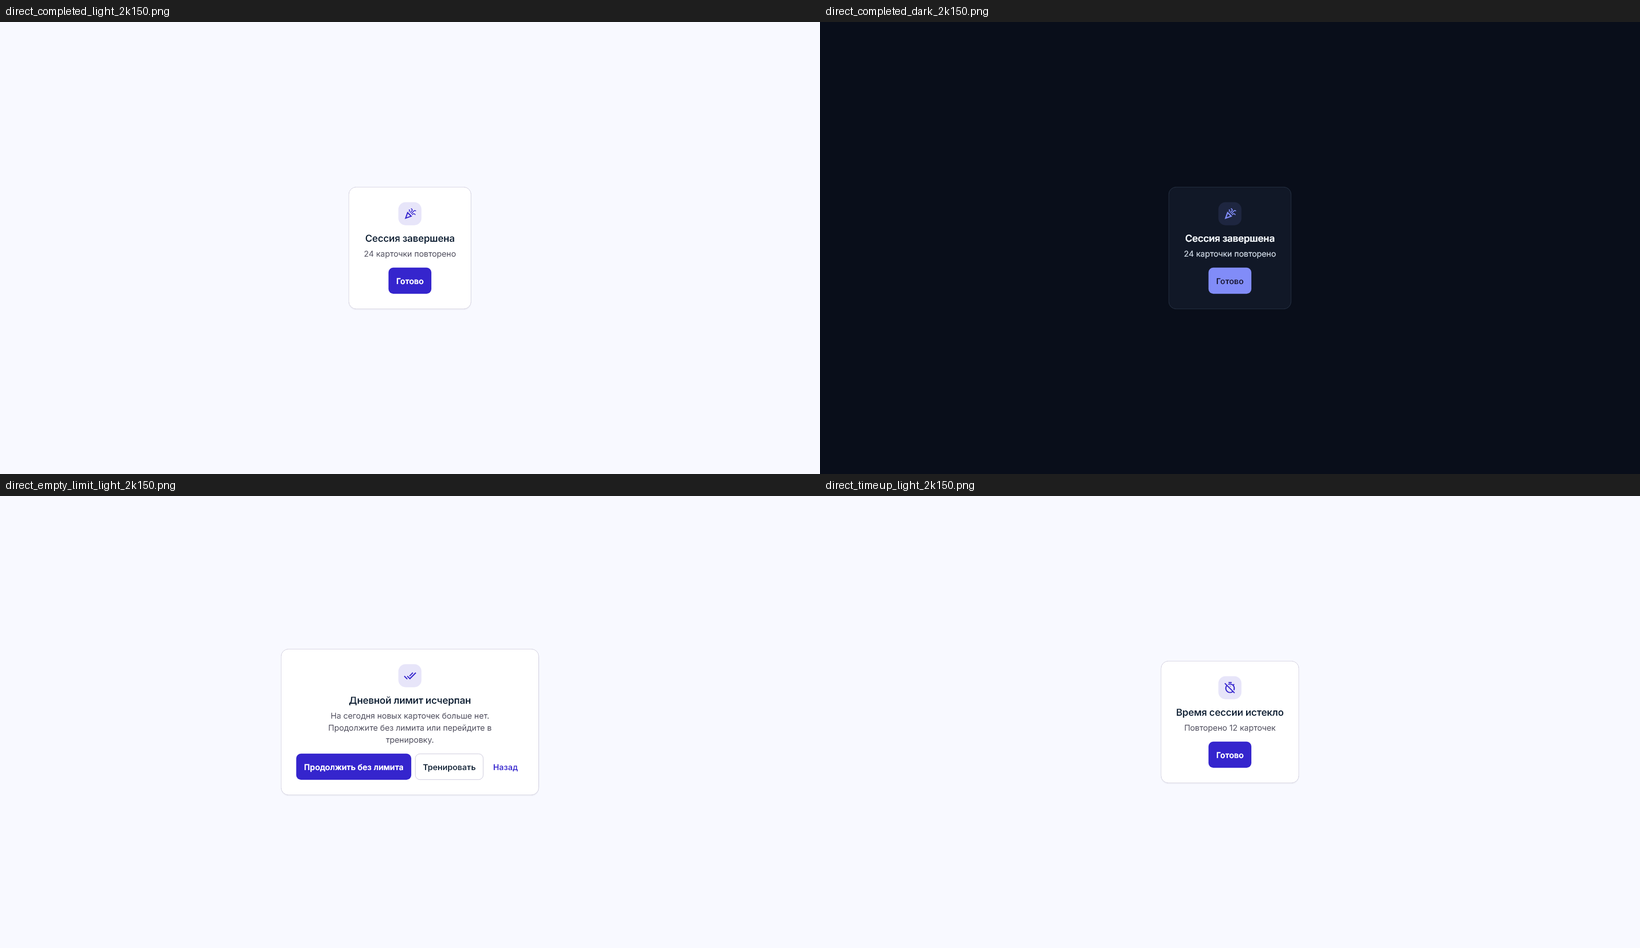 direct_completed_light_2k150.png
direct_completed_dark_2k150.png
Сессия завершена
24 карточки повторено
Готово
Сессия завершена
24 карточки повторено
Готово
direct_empty_limit_light_2k150.png
direct_timeup_light_2k150.png
Дневной лимит исчерпан
На сегодня новых карточек больше нет.
Продолжите без лимита или перейдите в
тренировку.
Продолжить без лимита
Тренировать
Назад
Время сессии истекло
Повторено 12 карточек
Готово